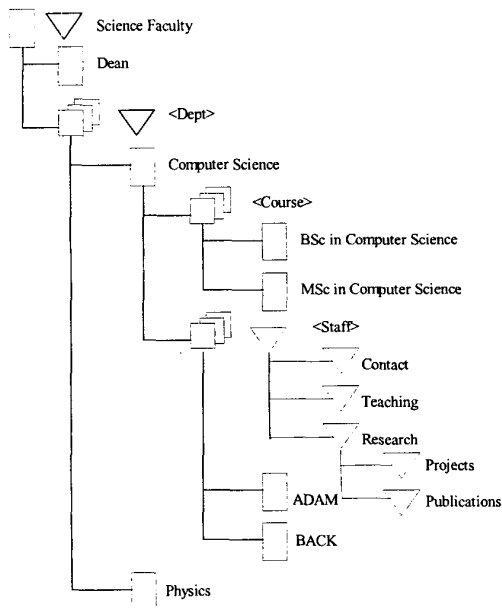 Science Faculty
Dean
<Dept>
Computer Science
<Course>
BSc in Computer Science
MSc in Computer Science
<Staff>
Contact
Teaching
Research
Projects
Publications
ADAM
BACK
Physics